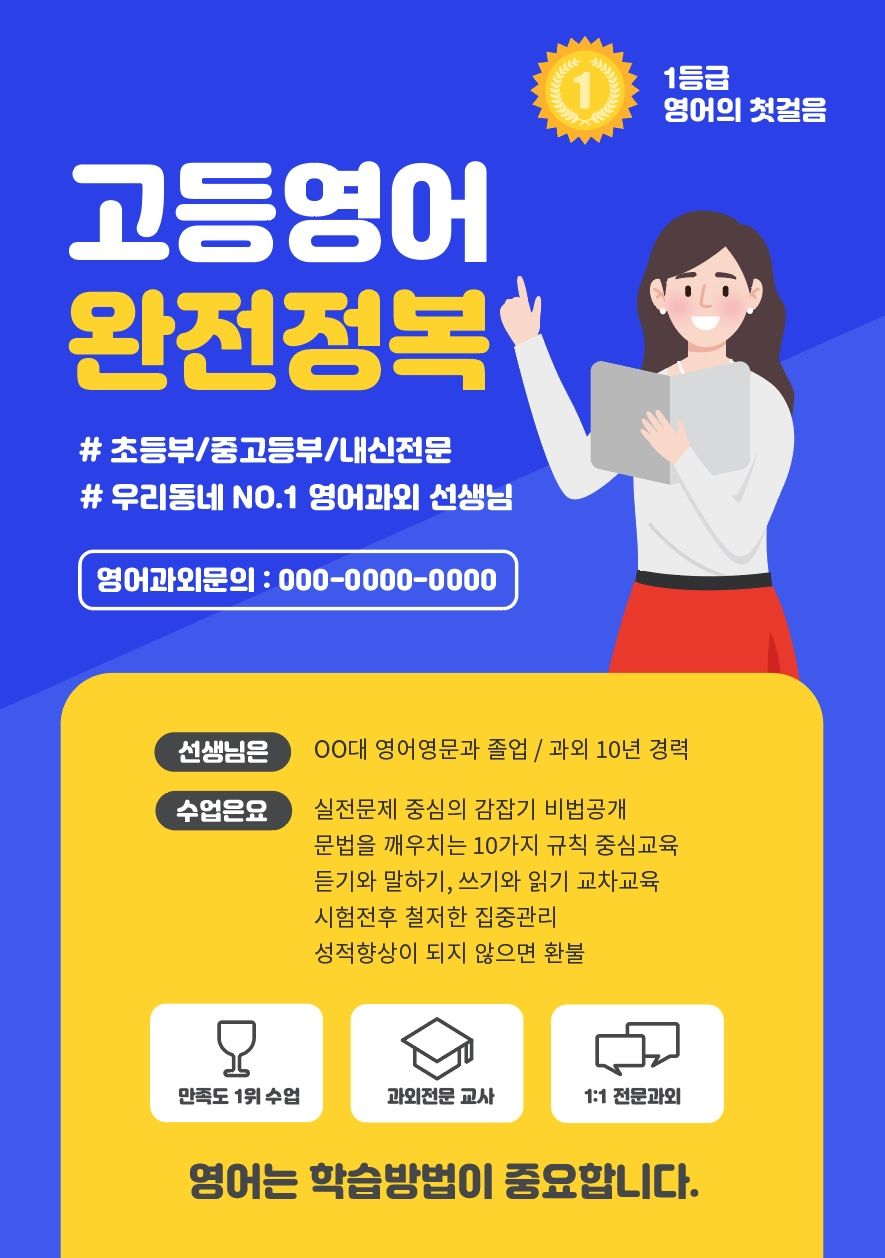 1
1등급
영어의 첫걸음
고등영어
완전정복
# 초등부/중고등부/내신전문
# 우리동네 NO.1 영어과외 선생님
영어과외문의 : 000-0000-0000
선생님은 OO대 영어영문과 졸업 / 과외 10년 경력
수업은요 실전문제 중심의 감잡기 비법공개
문법을 깨우치는 10가지 규칙 중심교육
듣기와 말하기, 쓰기와 읽기 교차교육
시험전후 철저한 집중관리
성적향상이 되지 않으면 환불
만족도 1위 수업
과외전문 교사
1:1 전문과외
영어는 학습방법이 중요합니다.